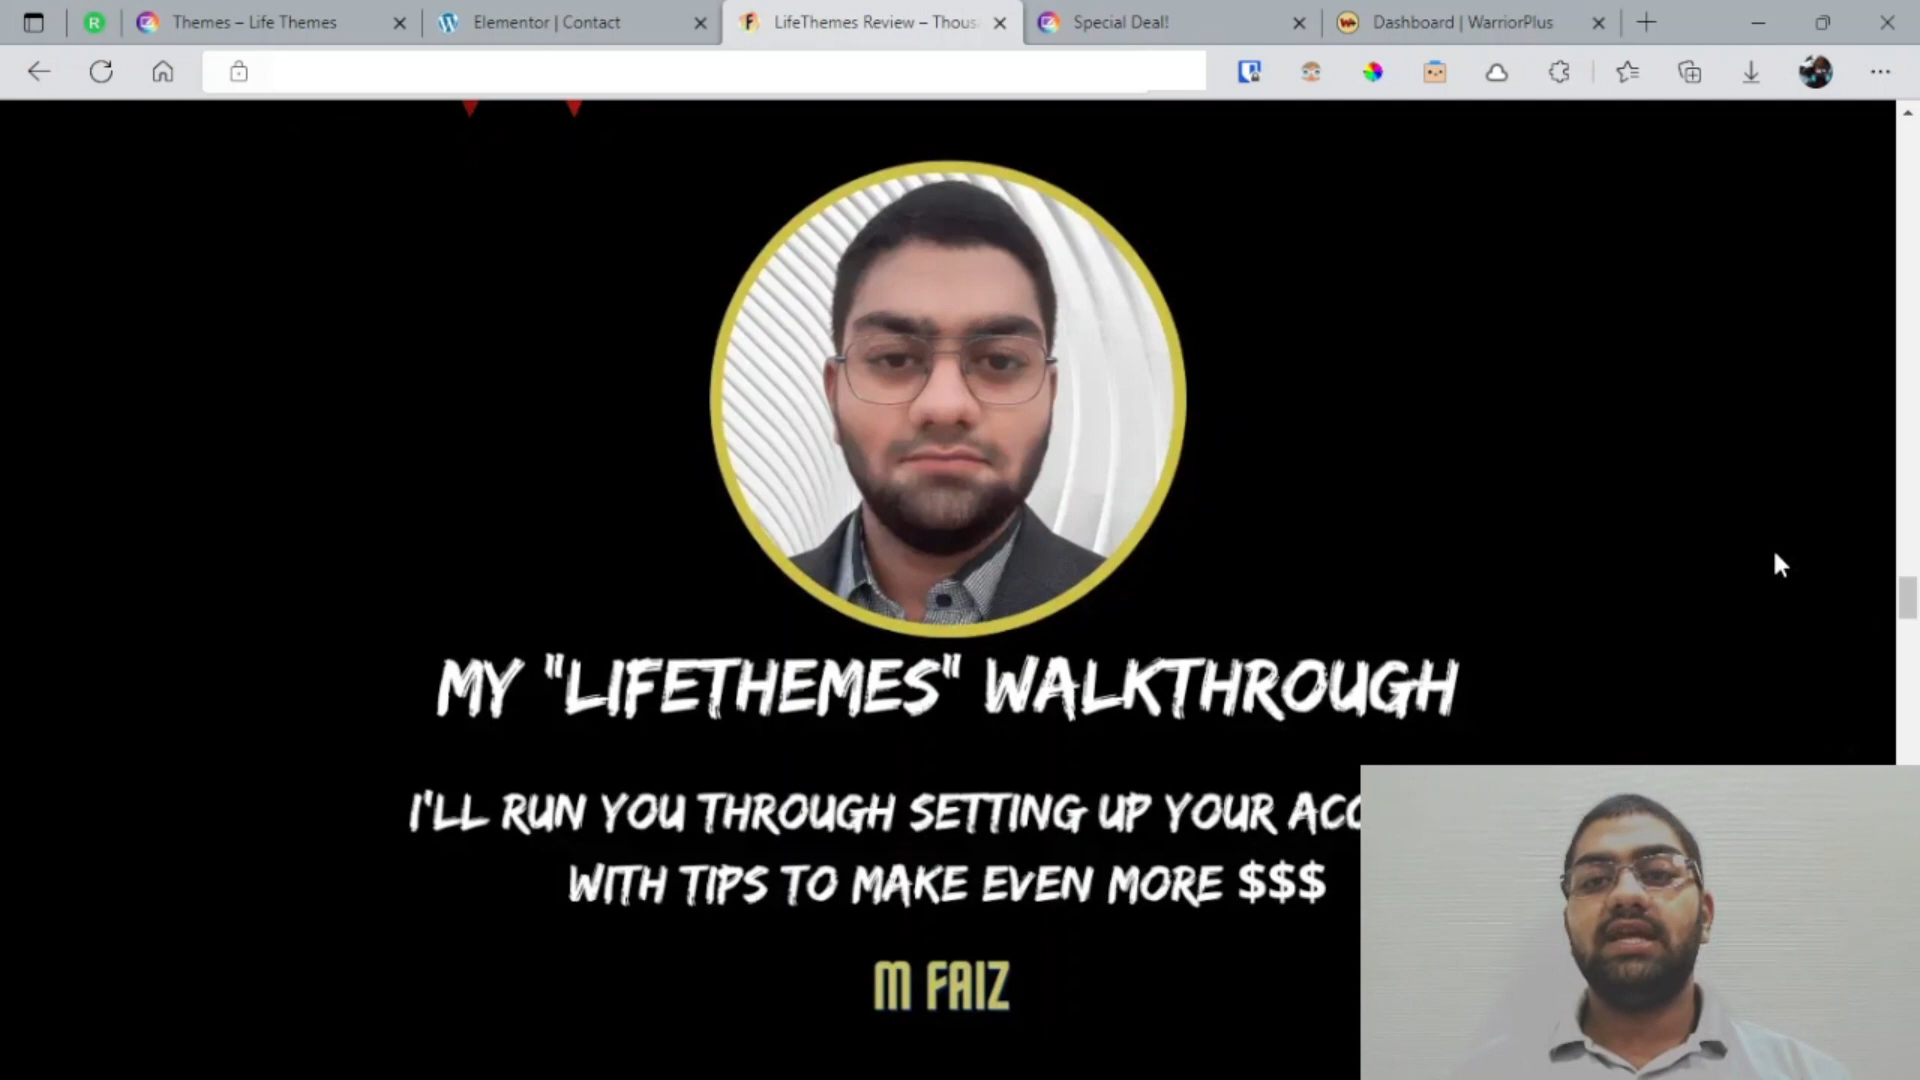 Themes – Life Themes
Elementor | Contact
LifeThemes Review – Thous
Special Deal!
Dashboard | WarriorPlus
MY "LIFETHEMES" WALKTHROUGH
I'LL RUN YOU THROUGH SETTING UP YOUR ACC
WITH TIPS TO MAKE EVEN MORE $$$
M FAIZ